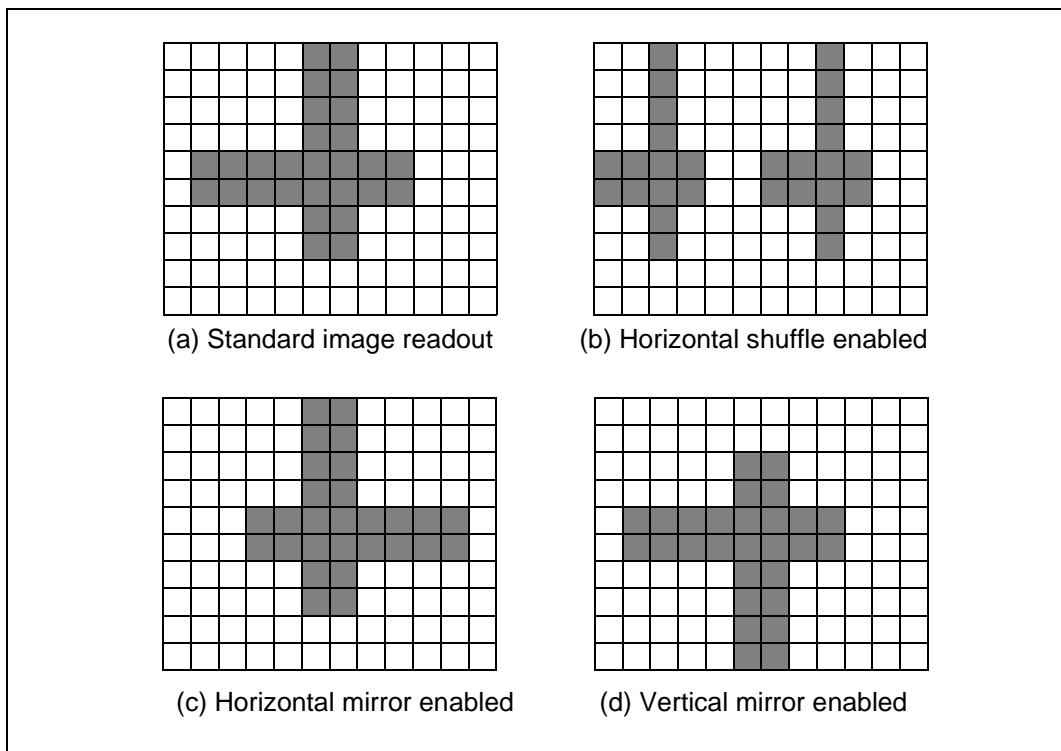 (a) Standard image readout
(b) Horizontal shuffle enabled
(c) Horizontal mirror enabled
(d) Vertical mirror enabled